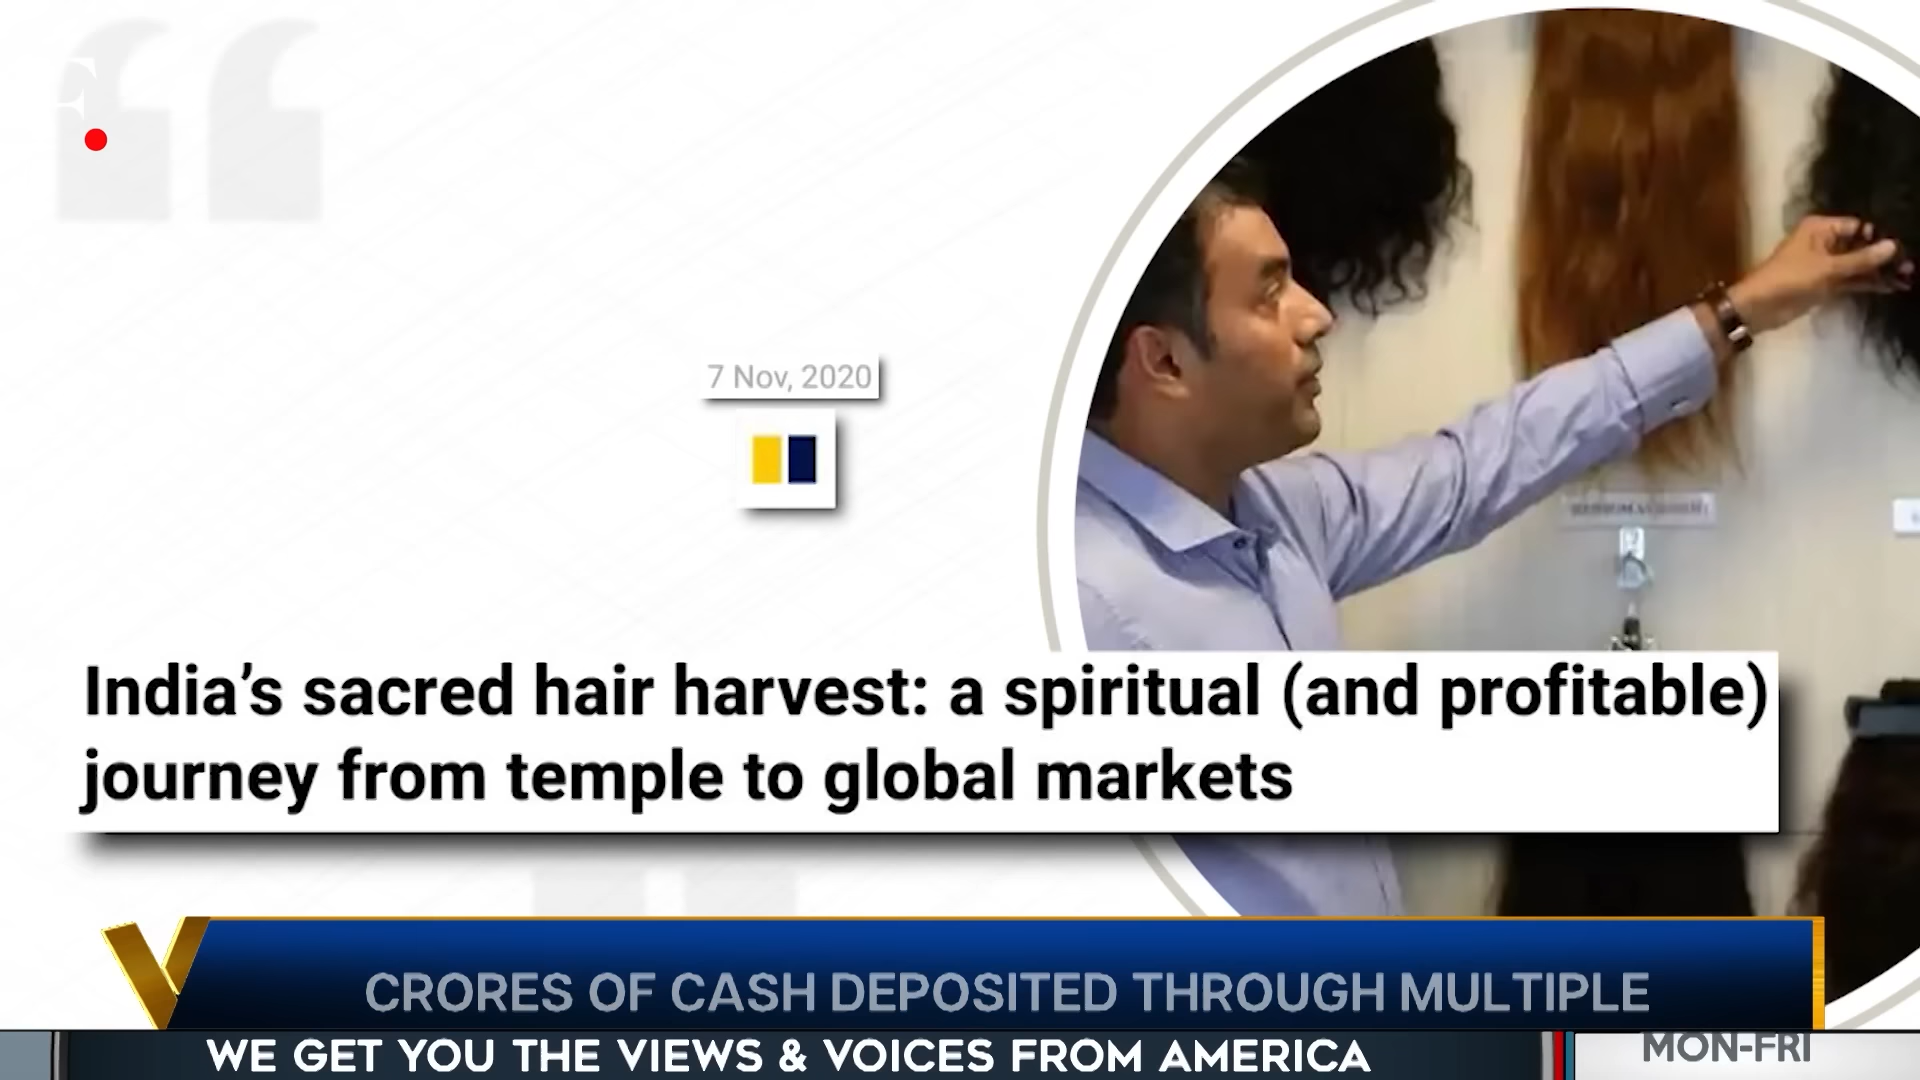 F
7 Nov, 2020
India’s sacred hair harvest: a spiritual (and profitable)
journey from temple to global markets
CRORES OF CASH DEPOSITED THROUGH MULTIPLE
WE GET YOU THE VIEWS & VOICES FROM AMERICA
MON-FRI